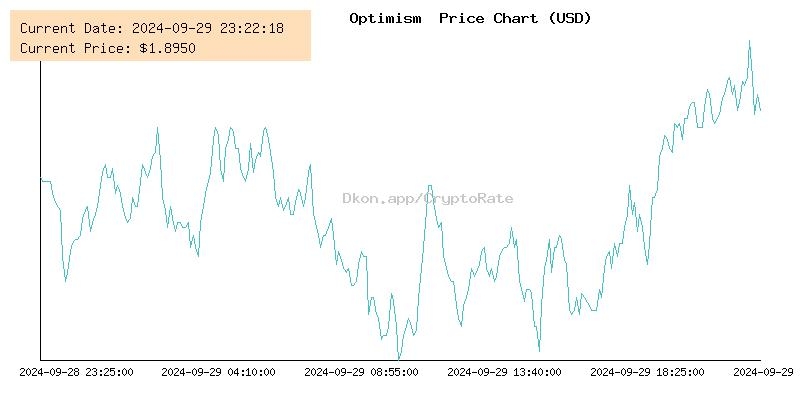 Optimism  Price Chart (USD)
Current Date: 2024-09-29 23:22:18
Current Price: $1.8950
Dkon.app/CryptoRate
2024-09-28 23:25:00 2024-09-29 04:10:00 2024-09-29 08:55:00 2024-09-29 13:40:00 2024-09-29 18:25:00 2024-09-29